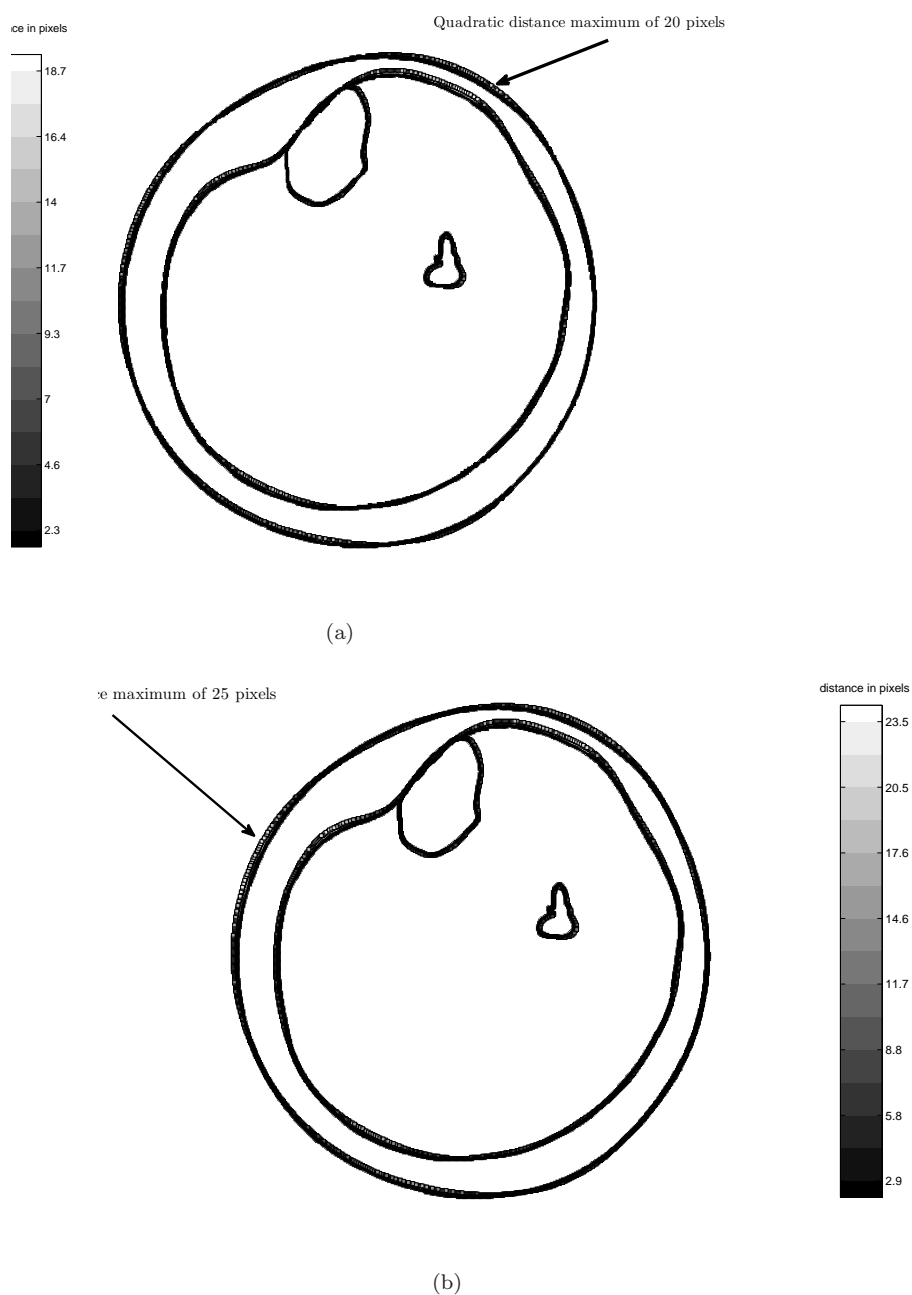 Quadratic distance maximum of 20 pixels
in pixels
18.7
16.4
14
11.7
9.3
7
4.6
2.3
(a)
maximum of 25 pixels
distance in pixels
23.5
20.5
17.6
14.6
11.7
8.8
5.8
2.9
(b)